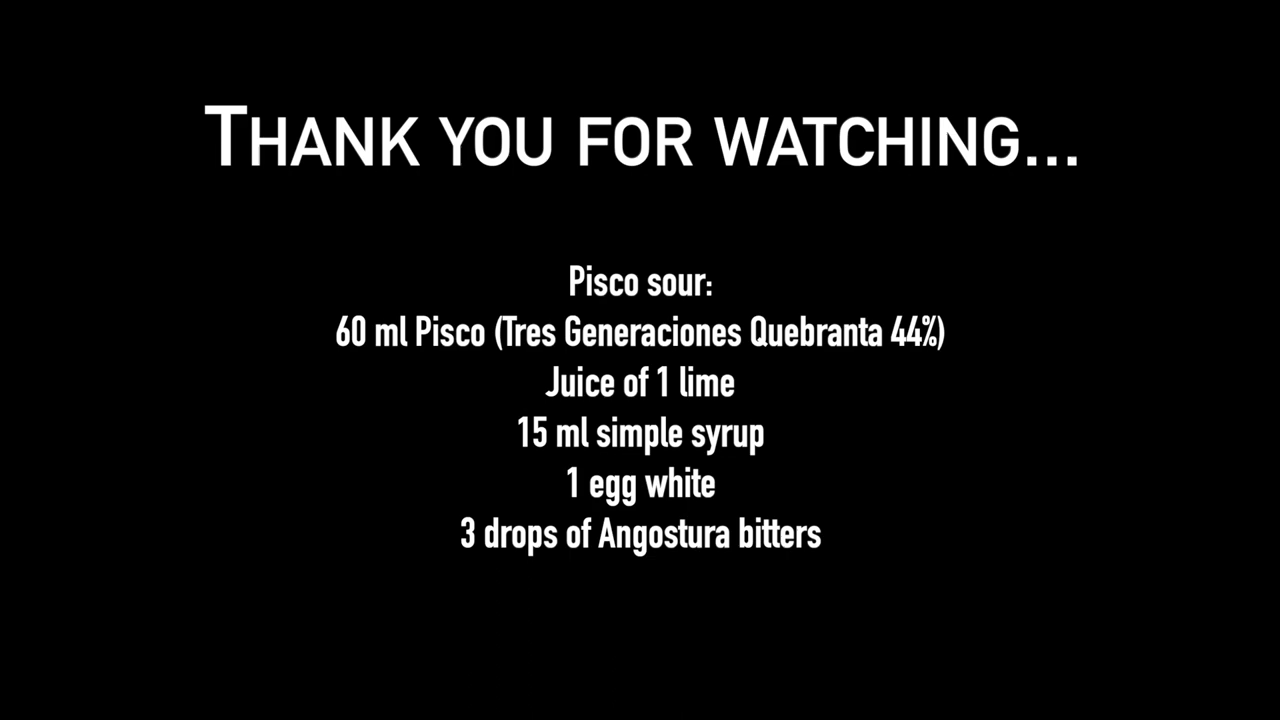 THANK YOU FOR WATCHING...
Pisco sour:
60 ml Pisco (Tres Generaciones Quebranta 44%)
Juice of 1 lime
15 ml simple syrup
1 egg white
3 drops of Angostura bitters